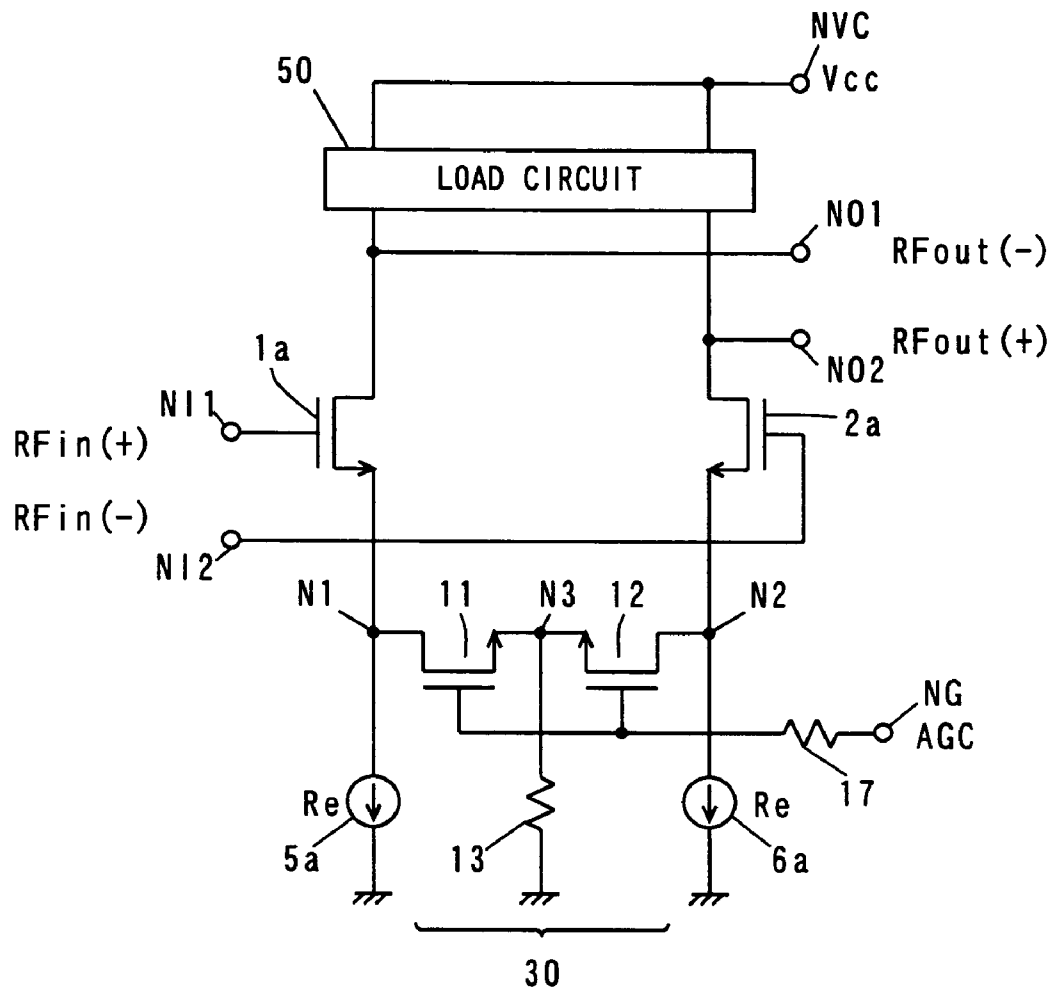 NVC
50
Vcc
LOAD CIRCUIT
NO1
RFout(-)
1a
RFout(+)
NO2
NI1
2a
RFin(+)
RFin(-)
NI2
N1
11
N3
12
N2
NG
AGC
17
Re
Re
5a
13
6a
30